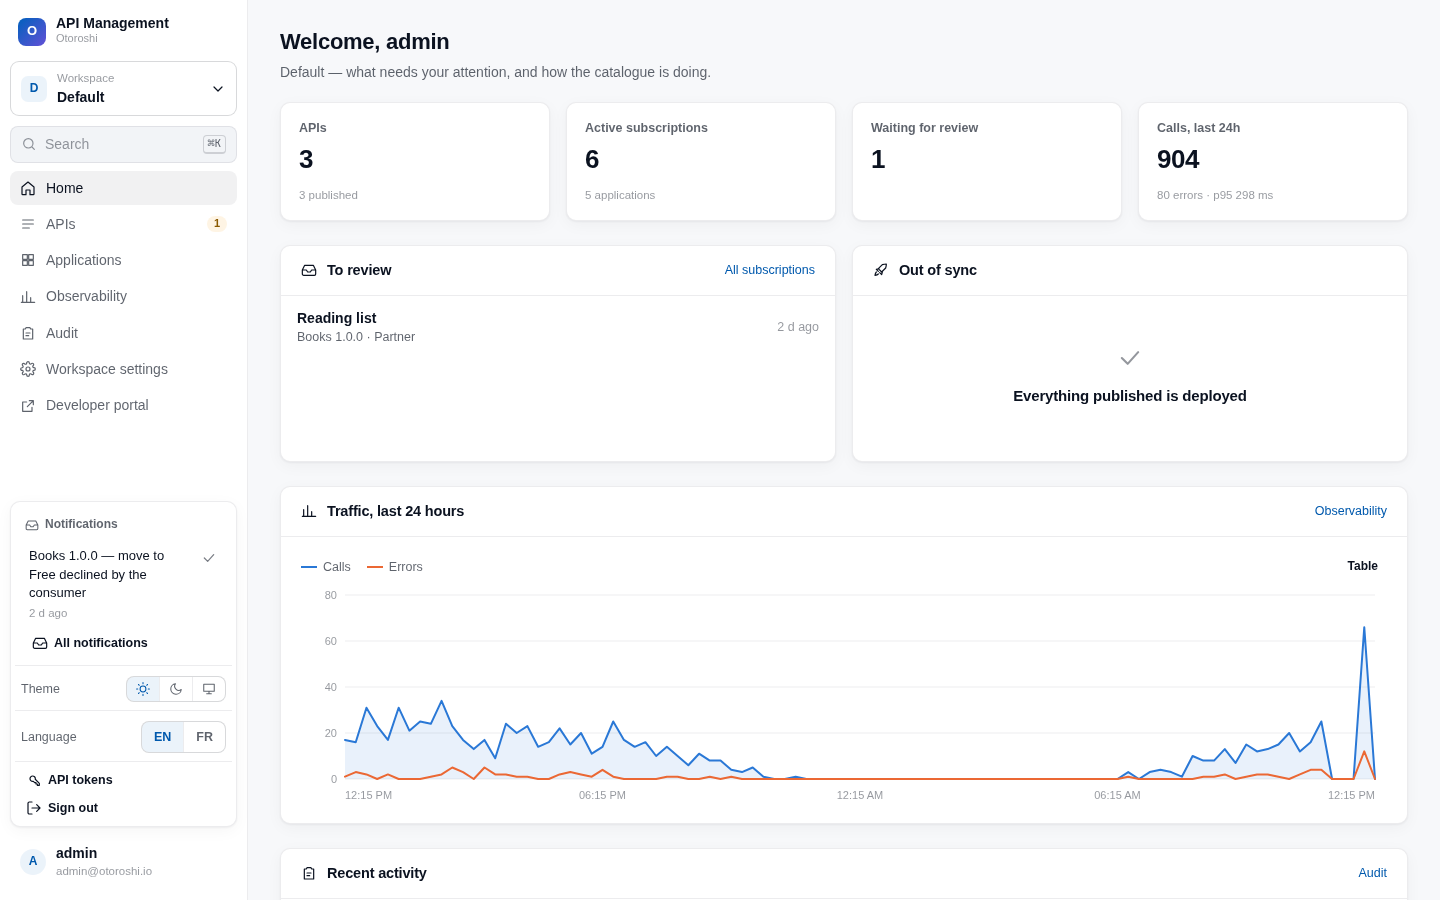 O
API Management
Otoroshi
D
Workspace
Default
Search
⌘K
Home
APIs
1
Applications
Observability
Audit
Workspace settings
Developer portal
Notifications
Books 1.0.0 — move to
Free declined by the
consumer
2 d ago
All notifications
Theme
Language
EN
FR
API tokens
Sign out
A
admin
admin@otoroshi.io
Welcome, admin
Default — what needs your attention, and how the catalogue is doing.
APIs
3
3 published
Active subscriptions
6
5 applications
Waiting for review
1
Calls, last 24h
904
80 errors · p95 298 ms
To review
All subscriptions
Reading list
Books 1.0.0 · Partner
2 d ago
Out of sync
Everything published is deployed
Traffic, last 24 hours
Observability
Calls
Errors
Table
80
60
40
20
0
12:15 PM
06:15 PM
12:15 AM
06:15 AM
12:15 PM
Recent activity
Audit